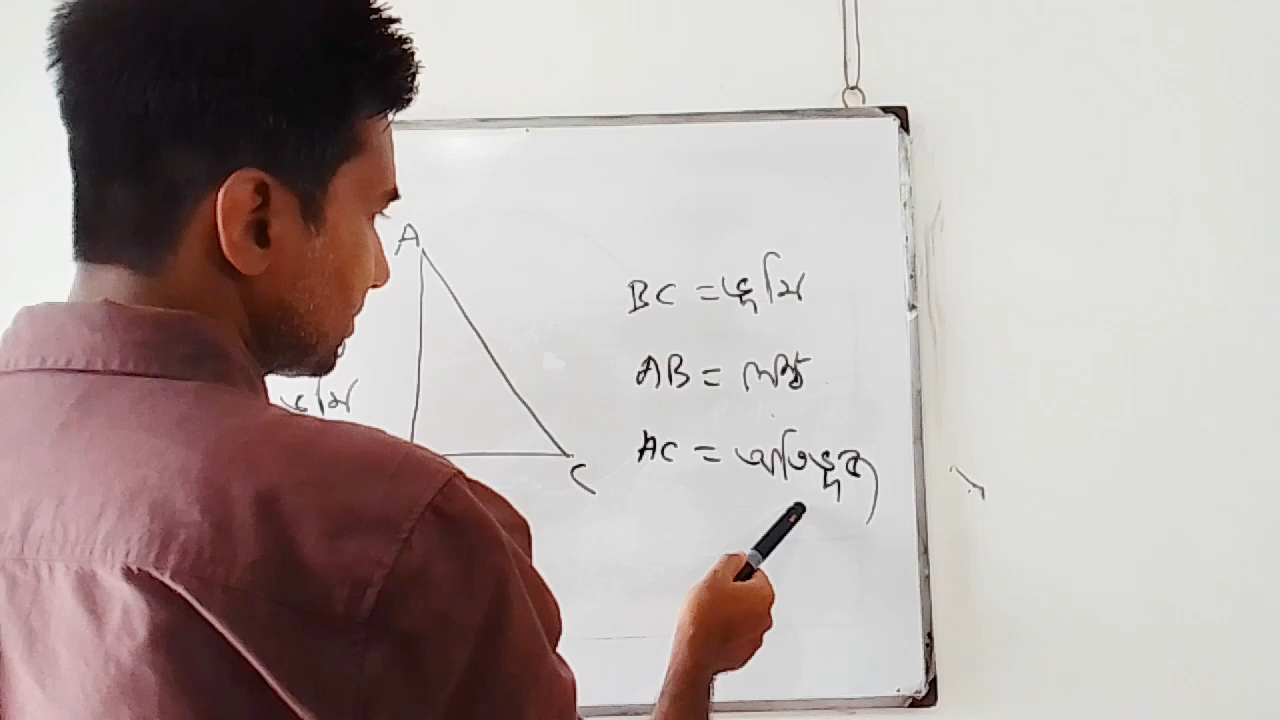 A
BC = ভূমি
AB = লম্ব
ভূমি
AC = অতিভূজ
C